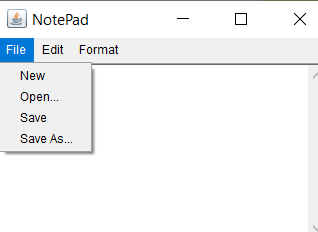 NotePad
File Edit Format
New
Open...
Save
Save As...